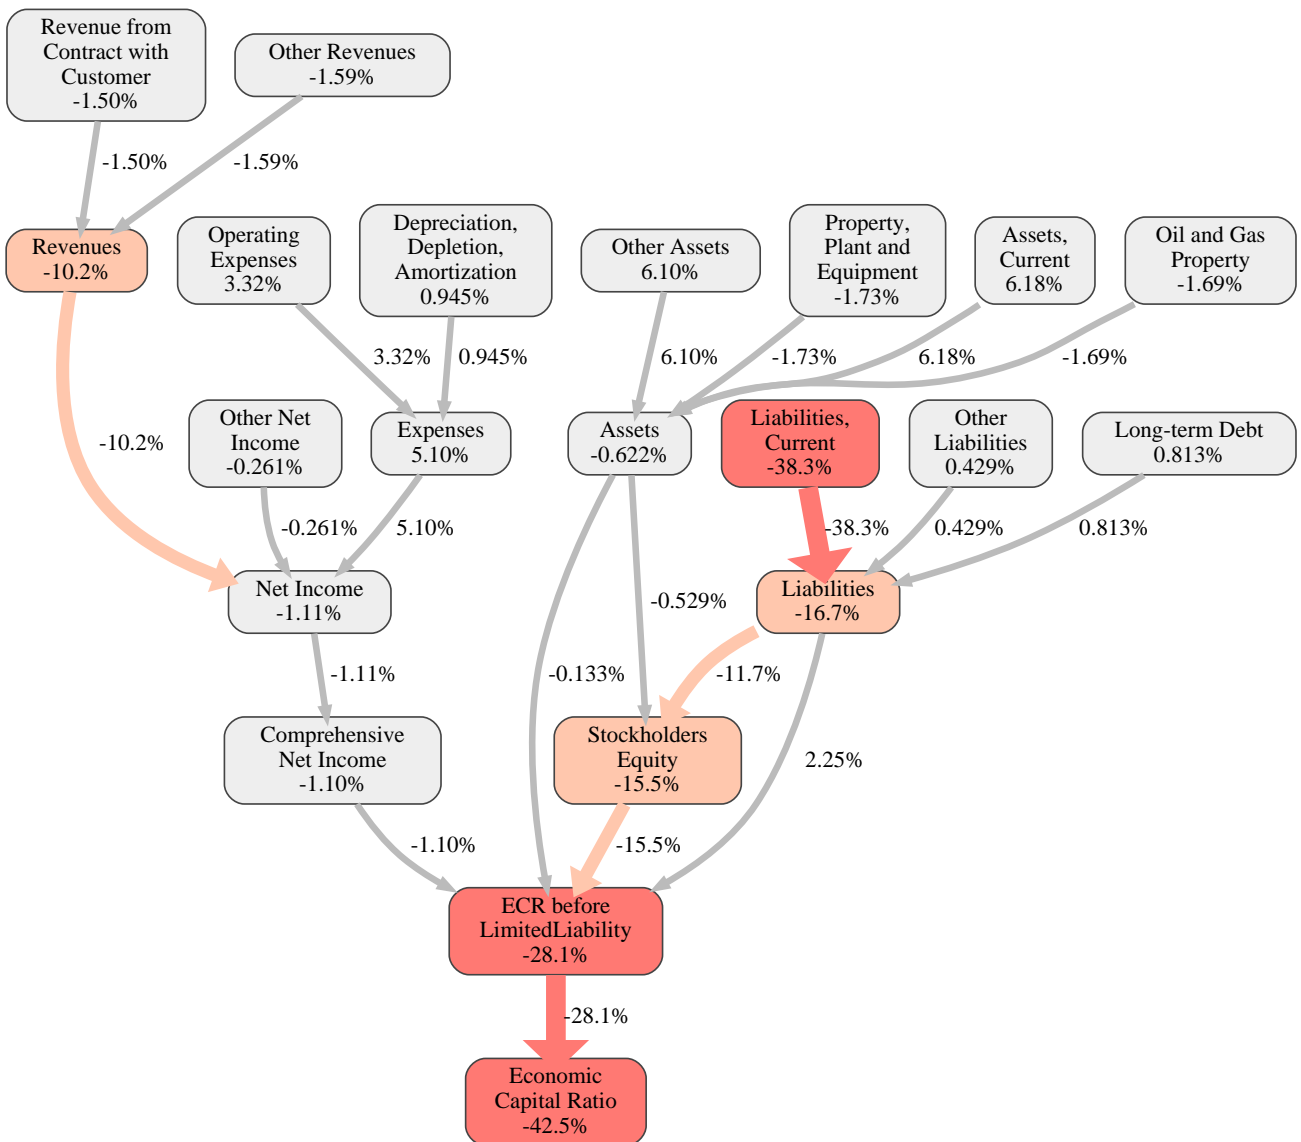 Revenue from
Contract with
Customer
-1.50%
Other Revenues
-1.59%
-1.50%
-1.59%
Revenues
-10.2%
Operating
Expenses
3.32%
Depreciation,
Depletion,
Amortization
0.945%
Other Assets
6.10%
Property,
Plant and
Equipment
-1.73%
Assets,
Current
6.18%
Oil and Gas
Property
-1.69%
3.32%
0.945%
6.10%
-1.73%
6.18%
-1.69%
-10.2%
Other Net
Income
-0.261%
Expenses
5.10%
Assets
-0.622%
Liabilities,
Current
-38.3%
Other
Liabilities
0.429%
Long-term Debt
0.813%
-0.261%
5.10%
-38.3%
0.429%
0.813%
Net Income
-1.11%
-0.529%
Liabilities
-16.7%
-1.11%
-0.133%
-11.7%
Comprehensive
Net Income
-1.10%
Stockholders
Equity
-15.5%
2.25%
-1.10%
-15.5%
ECR before
LimitedLiability
-28.1%
-28.1%
Economic
Capital Ratio
-42.5%